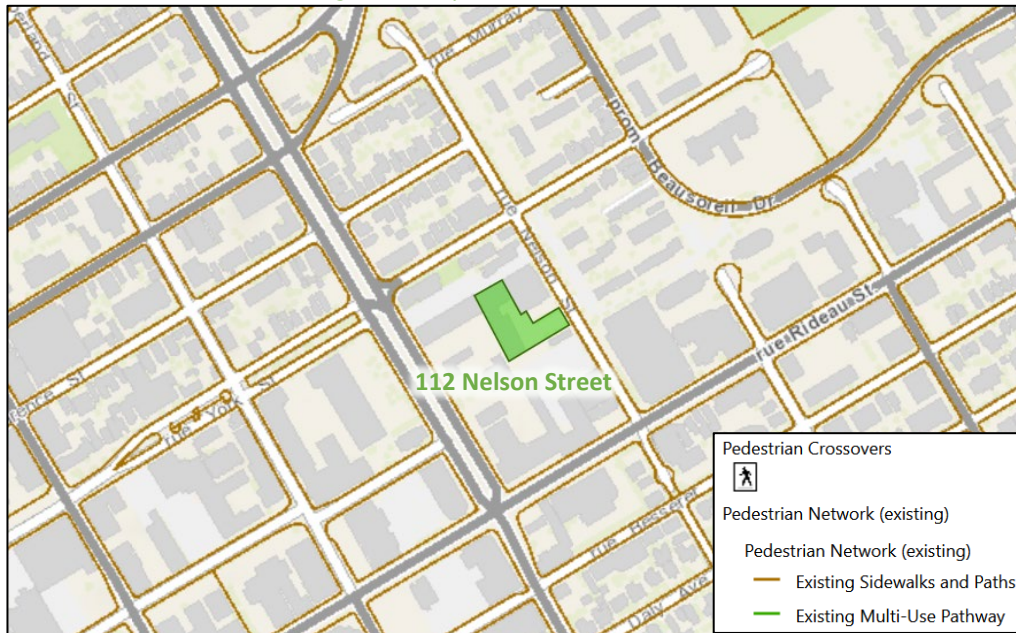 rue Murray
prom Beausoleil Dr
rue Nelson St
rue Rideau St
112 Nelson Street
rue York St
rue Besserer
Daly Ave
Pedestrian Crossovers
Pedestrian Network (existing)
Pedestrian Network (existing)
Existing Sidewalks and Paths
Existing Multi-Use Pathway